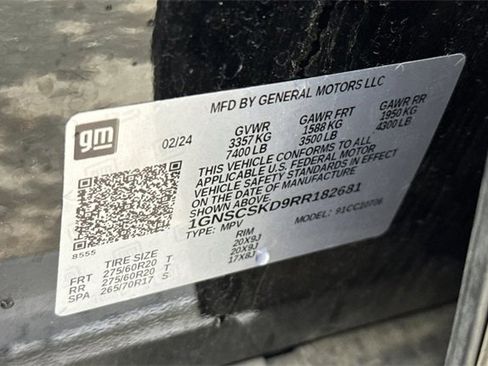 MFD BY GENERAL MOTORS LLC
gm
02/24 GVWR GAWR FRT GAWR RR
3357 KG 1588 KG 1950 KG
7400 LB 3500 LB 4300 LB
THIS VEHICLE CONFORMS TO ALL
APPLICABLE U.S. FEDERAL MOTOR
VEHICLE SAFETY STANDARDS IN EFFECT
ON THE DATE OF MANUFACTURE
SHOWN ABOVE.
1GNSCSKD9RR182681
TYPE: MPV MODEL: 91CC10706
8555
TIRE SIZE RIM
FRT 275/60R20 T 20X9J
RR 275/60R20 T 20X9J
SPA 265/70R17 S 17X8J